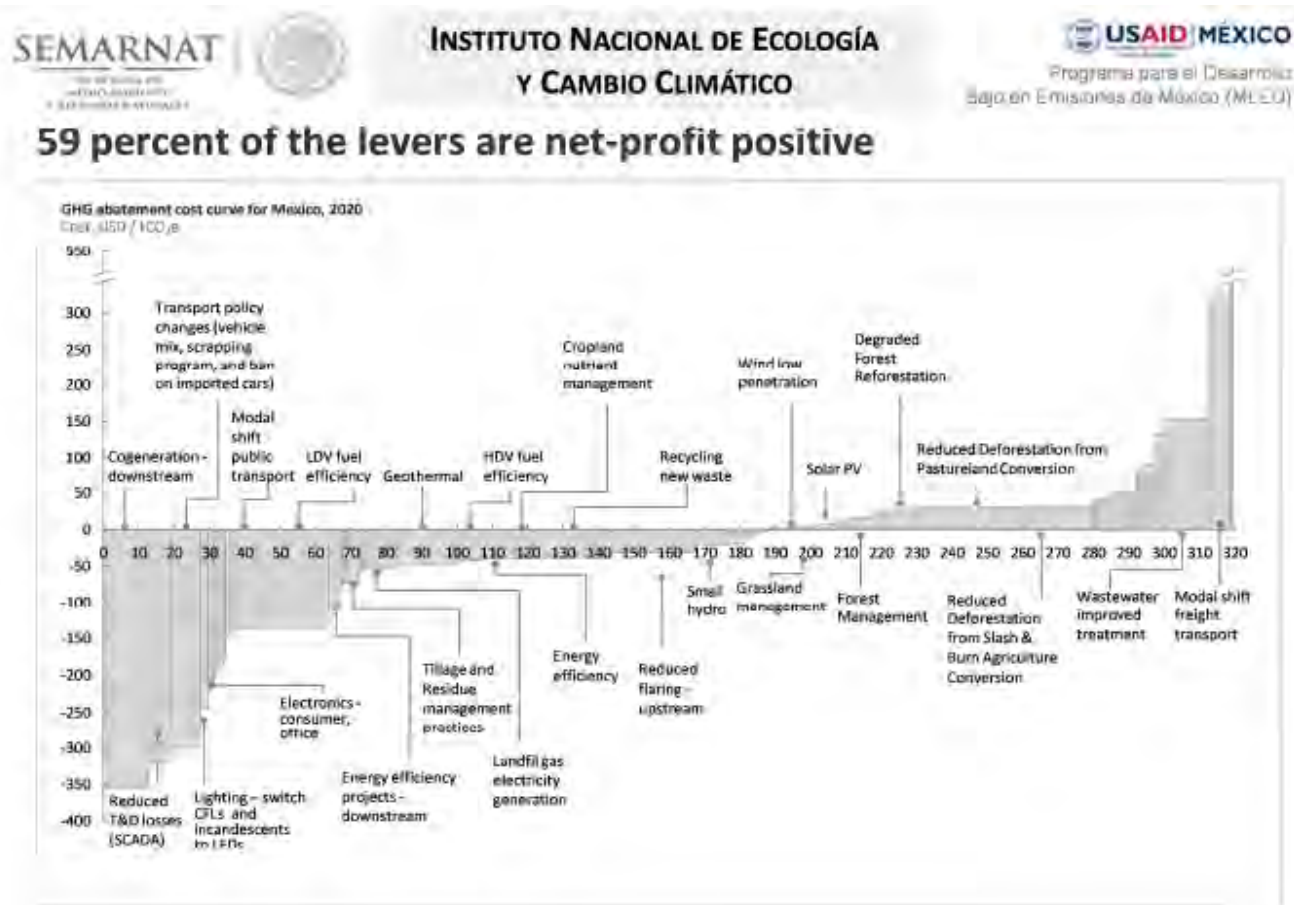 SEMARNAT
INSTITUTO NACIONAL DE ECOLOGÍA
Y CAMBIO CLIMÁTICO
USAID MÉXICO
Programa para el Desarrollo
Bajo en Emisiones de México (MLED)
59 percent of the levers are net-profit positive
GHG abatement cost curve for Mexico, 2020
550
300
250
200
150
100
50
0
-50
-100
-150
-200
-250
-300
-350
-400
Transport policy
changes (vehicle
mix, scrapping
program, and ban
on imported cars)
Cropland
nutrient
management
Wind low
penetration
Degraded
Forest
Reforestation
Modal
shift
public
transport
Cogeneration -
downstream
LDV fuel
efficiency
Geothermal
HDV fuel
efficiency
Recycling
new waste
Solar PV
Reduced Deforestation from
Pastureland Conversion
0 10 20 30 40 50 60 70 80 90 100 110 120 130 140 150 160 170 180 190 200 210 220 230 240 250 260 270 280 290 300 310 320
Small
hydro
Grassland
management
Forest
Management
Reduced
Deforestation
from Slash &
Burn Agriculture
Conversion
Wastewater
improved
treatment
Modal shift
freight
transport
Electronics -
consumer,
office
Tillage and
Residue
management
practices
Energy
efficiency
Reduced
flaring -
upstream
Reduced
T&D losses
(SCADA)
Lighting – switch
CFLs and
incandescents
to LEDs
Energy efficiency
projects -
downstream
Landfil gas
electricity
generation